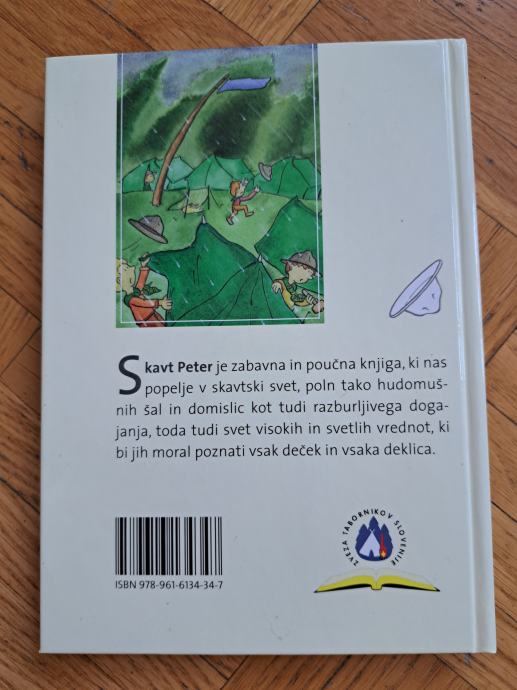 Skavt Peter je zabavna in poučna knjiga, ki nas
popelje v skavtski svet, poln tako hudomuš-
nih šal in domislic kot tudi razburljivega doga-
janja, toda tudi svet visokih in svetlih vrednot, ki
bi jih moral poznati vsak deček in vsaka deklica.
ZVEZA TABORNIKOV SLOVENIJE
ISBN 978-961-6134-34-7